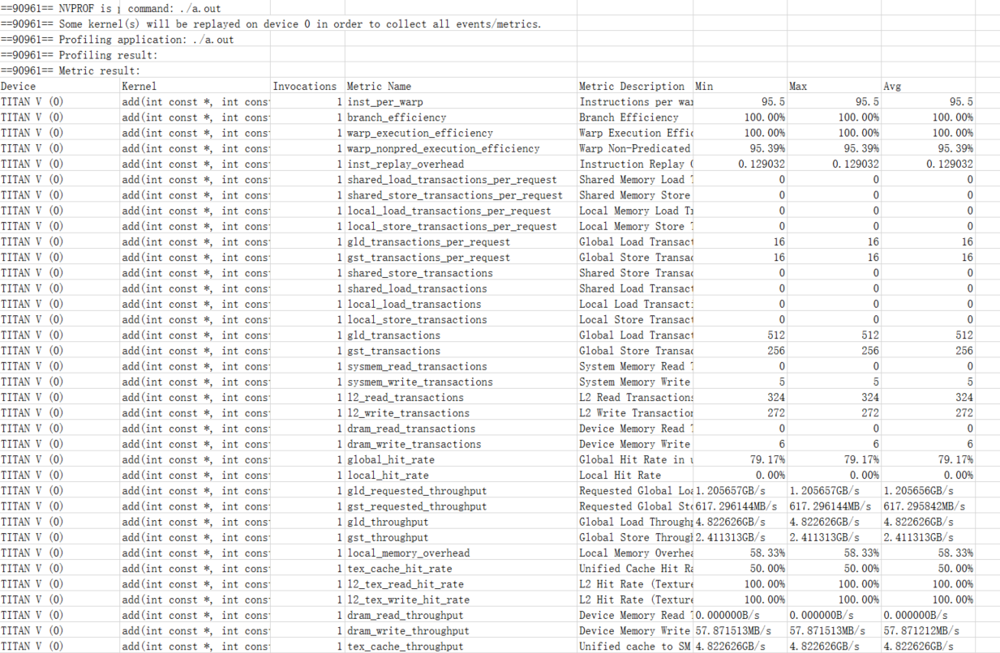 ==90961== NVPROF is command: ./a.out
==90961== Some kernel(s) will be replayed on device 0 in order to collect all events/metrics.
==90961== Profiling application: ./a.out
==90961== Profiling result:
==90961== Metric result:
Device Kernel Invocations Metric Name Metric Description Min Max Avg
TITAN V (0) add(int const *, int cons 1 inst_per_warp Instructions per 95.5 95.5 95.5
TITAN V (0) add(int const *, int cons 1 branch_efficiency Branch Efficiency 100.00% 100.00% 100.00%
TITAN V (0) add(int const *, int cons 1 warp_execution_efficiency Warp Execution Effi 100.00% 100.00% 100.00%
TITAN V (0) add(int const *, int cons 1 warp_nonpred_execution_efficiency Warp Non-Predicated 95.39% 95.39% 95.39%
TITAN V (0) add(int const *, int cons 1 inst_replay_overhead Instruction Replay 0.129032 0.129032 0.129032
TITAN V (0) add(int const *, int cons 1 shared_load_transactions_per_request Shared Memory Load 0 0 0
TITAN V (0) add(int const *, int cons 1 shared_store_transactions_per_request Shared Memory Store 0 0 0
TITAN V (0) add(int const *, int cons 1 local_load_transactions_per_request Local Memory Load 0 0 0
TITAN V (0) add(int const *, int cons 1 local_store_transactions_per_request Local Memory Store 0 0 0
TITAN V (0) add(int const *, int cons 1 gld_transactions_per_request Global Load Transac 16 16 16
TITAN V (0) add(int const *, int cons 1 gst_transactions_per_request Global Store Transa 16 16 16
TITAN V (0) add(int const *, int cons 1 shared_store_transactions Shared Store Transa 0 0 0
TITAN V (0) add(int const *, int cons 1 shared_load_transactions Shared Load Transac 0 0 0
TITAN V (0) add(int const *, int cons 1 local_load_transactions Local Load Transact 0 0 0
TITAN V (0) add(int const *, int cons 1 local_store_transactions Local Store Transac 0 0 0
TITAN V (0) add(int const *, int cons 1 gld_transactions Global Load Transac 512 512 512
TITAN V (0) add(int const *, int cons 1 gst_transactions Global Store Transa 256 256 256
TITAN V (0) add(int const *, int cons 1 sysmem_read_transactions System Memory Read 0 0 0
TITAN V (0) add(int const *, int cons 1 sysmem_write_transactions System Memory Write 5 5 5
TITAN V (0) add(int const *, int cons 1 l2_read_transactions L2 Read Transactions 324 324 324
TITAN V (0) add(int const *, int cons 1 l2_write_transactions L2 Write Transactio 272 272 272
TITAN V (0) add(int const *, int cons 1 dram_read_transactions Device Memory Read 0 0 0
TITAN V (0) add(int const *, int cons 1 dram_write_transactions Device Memory Write 6 6 6
TITAN V (0) add(int const *, int cons 1 global_hit_rate Global Hit Rate in 79.17% 79.17% 79.17%
TITAN V (0) add(int const *, int cons 1 local_hit_rate Local Hit Rate 0.00% 0.00% 0.00%
TITAN V (0) add(int const *, int cons 1 gld_requested_throughput Requested Global Loa 1.205657GB/s 1.205657GB/s 1.205656GB/s
TITAN V (0) add(int const *, int cons 1 gst_requested_throughput Requested Global Sto 617.296144MB/s 617.296144MB/s 617.295842MB/s
TITAN V (0) add(int const *, int cons 1 gld_throughput Global Load Through 4.822626GB/s 4.822626GB/s 4.822626GB/s
TITAN V (0) add(int const *, int cons 1 gst_throughput Global Store Throug 2.411313GB/s 2.411313GB/s 2.411313GB/s
TITAN V (0) add(int const *, int cons 1 local_memory_overhead Local Memory Overhea 58.33% 58.33% 58.33%
TITAN V (0) add(int const *, int cons 1 tex_cache_hit_rate Unified Cache Hit Ra 50.00% 50.00% 50.00%
TITAN V (0) add(int const *, int cons 1 l2_tex_read_hit_rate L2 Hit Rate (Texture 100.00% 100.00% 100.00%
TITAN V (0) add(int const *, int cons 1 l2_tex_write_hit_rate L2 Hit Rate (Texture 100.00% 100.00% 100.00%
TITAN V (0) add(int const *, int cons 1 dram_read_throughput Device Memory Read 0.000000B/s 0.000000B/s 0.000000B/s
TITAN V (0) add(int const *, int cons 1 dram_write_throughput Device Memory Write 57.871513MB/s 57.871513MB/s 57.871212MB/s
TITAN V (0) add(int const *, int cons 1 tex_cache_throughput Unified cache to SM 4.822626GB/s 4.822626GB/s 4.822626GB/s